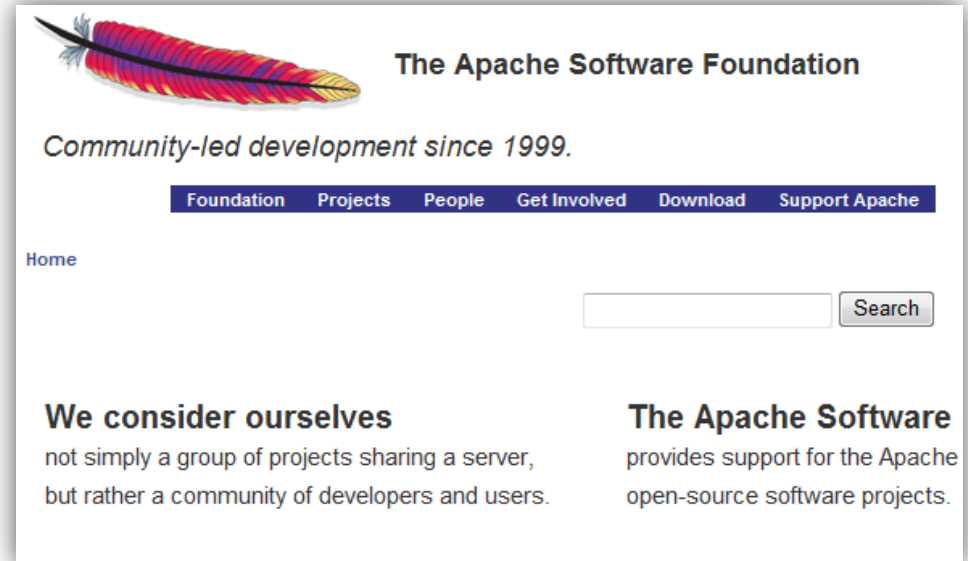 The Apache Software Foundation
Community-led development since 1999.
Foundation Projects People Get Involved Download Support Apache
Home
Search
We consider ourselves
not simply a group of projects sharing a server,
but rather a community of developers and users.
The Apache Software
provides support for the Apache
open-source software projects.